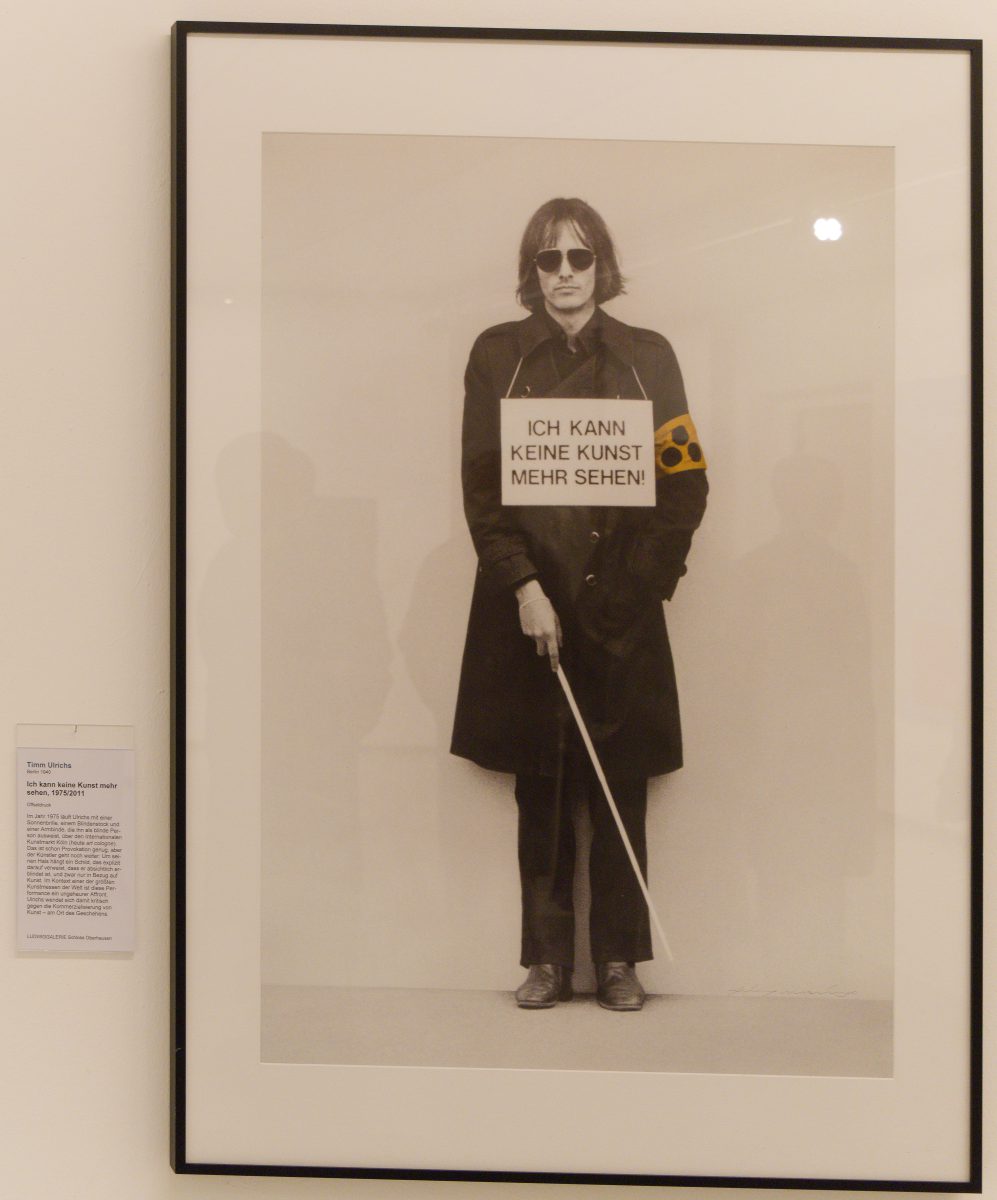 ICH KANN
KEINE KUNST
MEHR SEHEN!
Timm Ulrichs
Berlin 1940
Ich kann keine Kunst mehr
sehen, 1975/2011
Offsetdruck
Im Jahr 1975 läuft Ulrichs mit einer
Sonnenbrille, einem Blindenstock und
einer Armbinde, die ihn als blinde Per-
son ausweist, über den Internationalen
Kunstmarkt Köln (heute art cologne).
Das ist schon Provokation genug, aber
der Künstler geht noch weiter: Um sei-
nen Hals hängt ein Schild, das explizit
darauf verweist, dass er absichtlich er-
blindet ist, und zwar nur in Bezug auf
Kunst. Im Kontext einer der größten
Kunstmessen der Welt ist diese Per-
formance ein ungeheurer Affront.
Ulrichs wendet sich damit kritisch
gegen die Kommerzialisierung von
Kunst – am Ort des Geschehens.
LUDWIGGALERIE Schloss Oberhausen